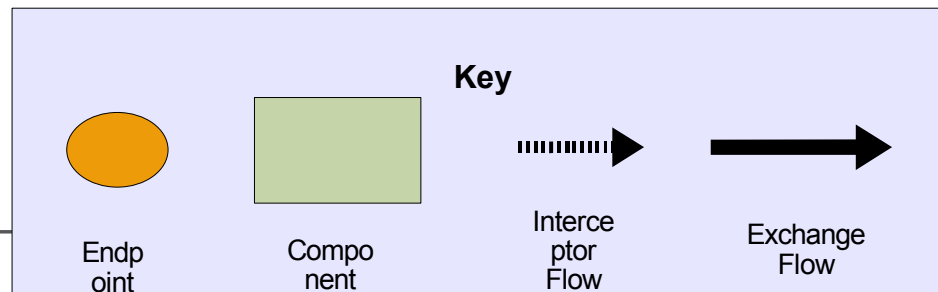 Key
Endp
oint
Compo
nent
Interce
ptor
Flow
Exchange
Flow